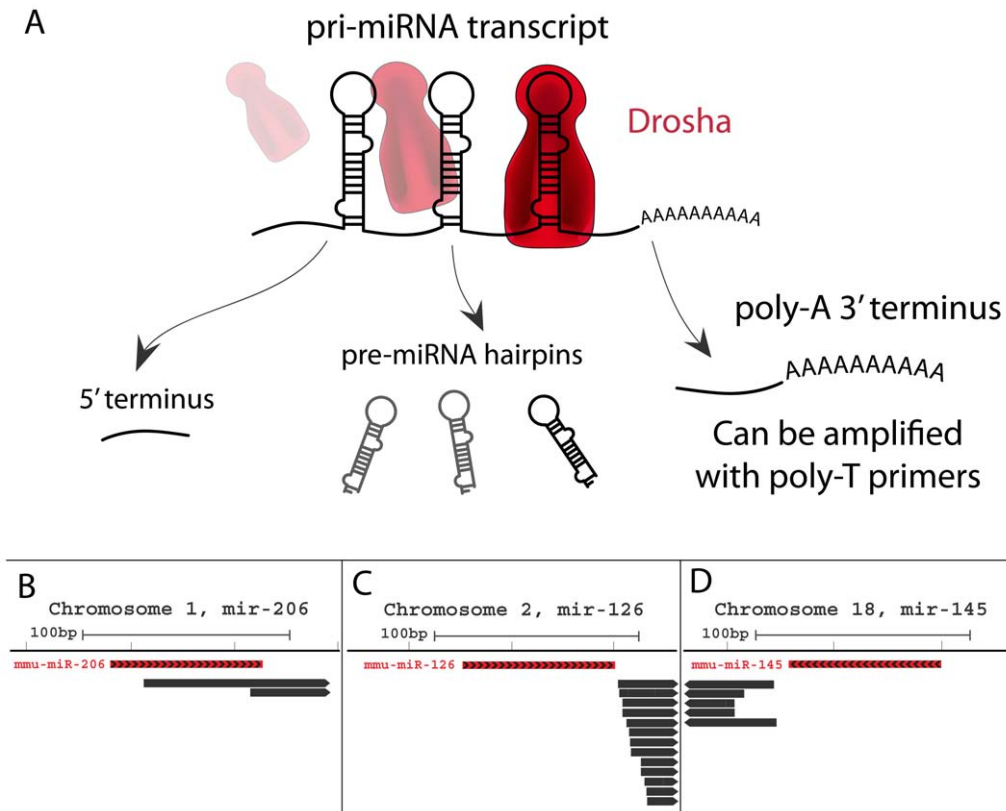 A
pri-miRNA transcript
Drosha
AAAAAAAAAA
poly-A 3’ terminus
pre-miRNA hairpins
AAAAAAAAAA
5’ terminus
Can be amplified
with poly-T primers
B
Chromosome 1, mir-206
100bp
mmu-miR-206
C
Chromosome 2, mir-126
100bp
mmu-miR-126
D
Chromosome 18, mir-145
100bp
mmu-miR-145